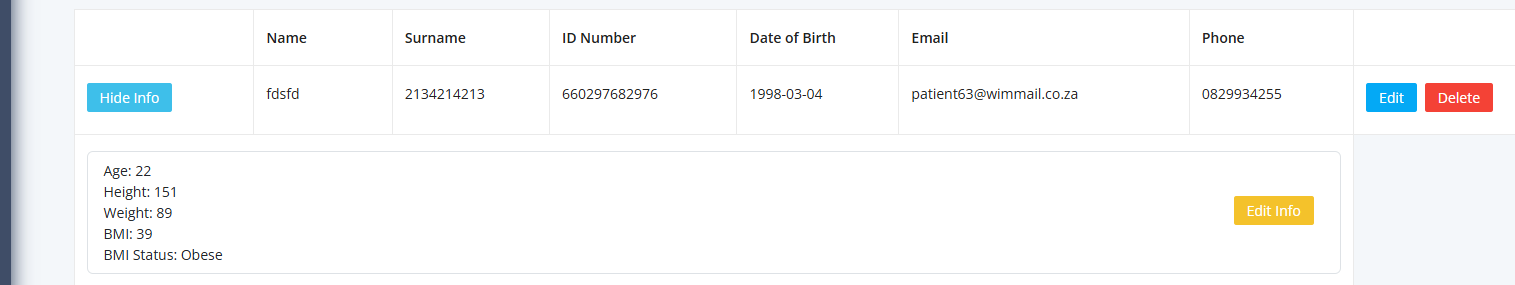 Name Surname ID Number Date of Birth Email Phone
Hide Info fdsfd 2134214213 660297682976 1998-03-04 patient63@wimmail.co.za 0829934255 Edit Delete
Age: 22
Height: 151
Weight: 89
Edit Info
BMI: 39
BMI Status: Obese